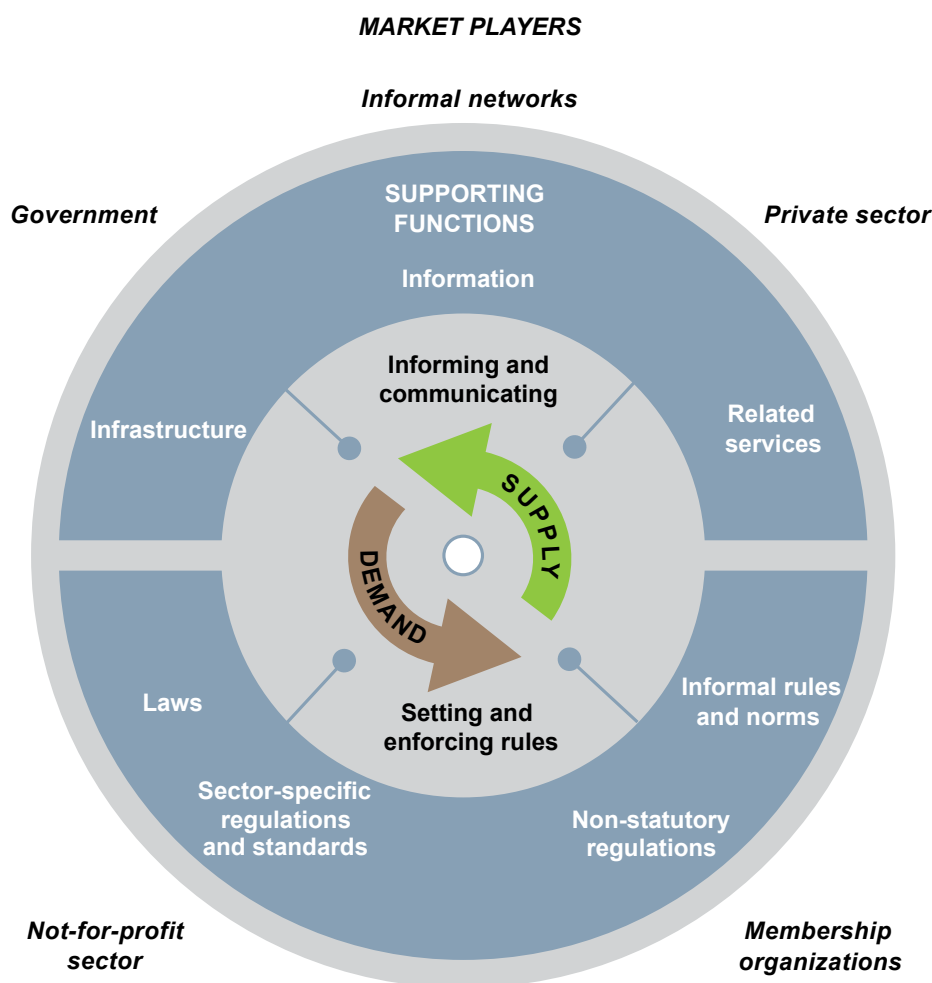 MARKET PLAYERS
Informal networks
Government
Private sector
SUPPORTING
FUNCTIONS
Information
Informing and
communicating
Infrastructure
Related
services
SUPPLY
DEMAND
Laws
Informal rules
and norms
Setting and
enforcing rules
Sector-specific
regulations
and standards
Non-statutory
regulations
Not-for-profit
sector
Membership
organizations